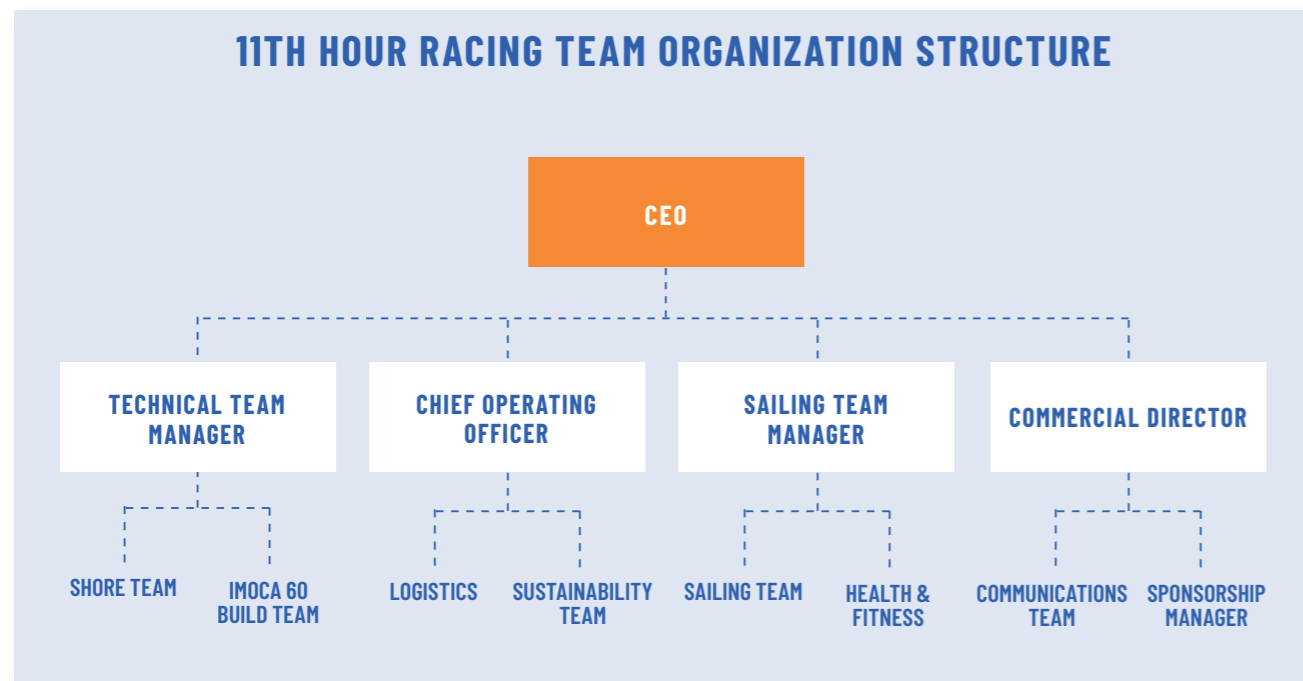 11TH HOUR RACING TEAM ORGANIZATION STRUCTURE
CEO
TECHNICAL TEAM
MANAGER
CHIEF OPERATING
OFFICER
SAILING TEAM
MANAGER
COMMERCIAL DIRECTOR
SHORE TEAM
IMOCA 60
BUILD TEAM
LOGISTICS
SUSTAINABILITY
TEAM
SAILING TEAM
HEALTH &
FITNESS
COMMUNICATIONS
TEAM
SPONSORSHIP
MANAGER